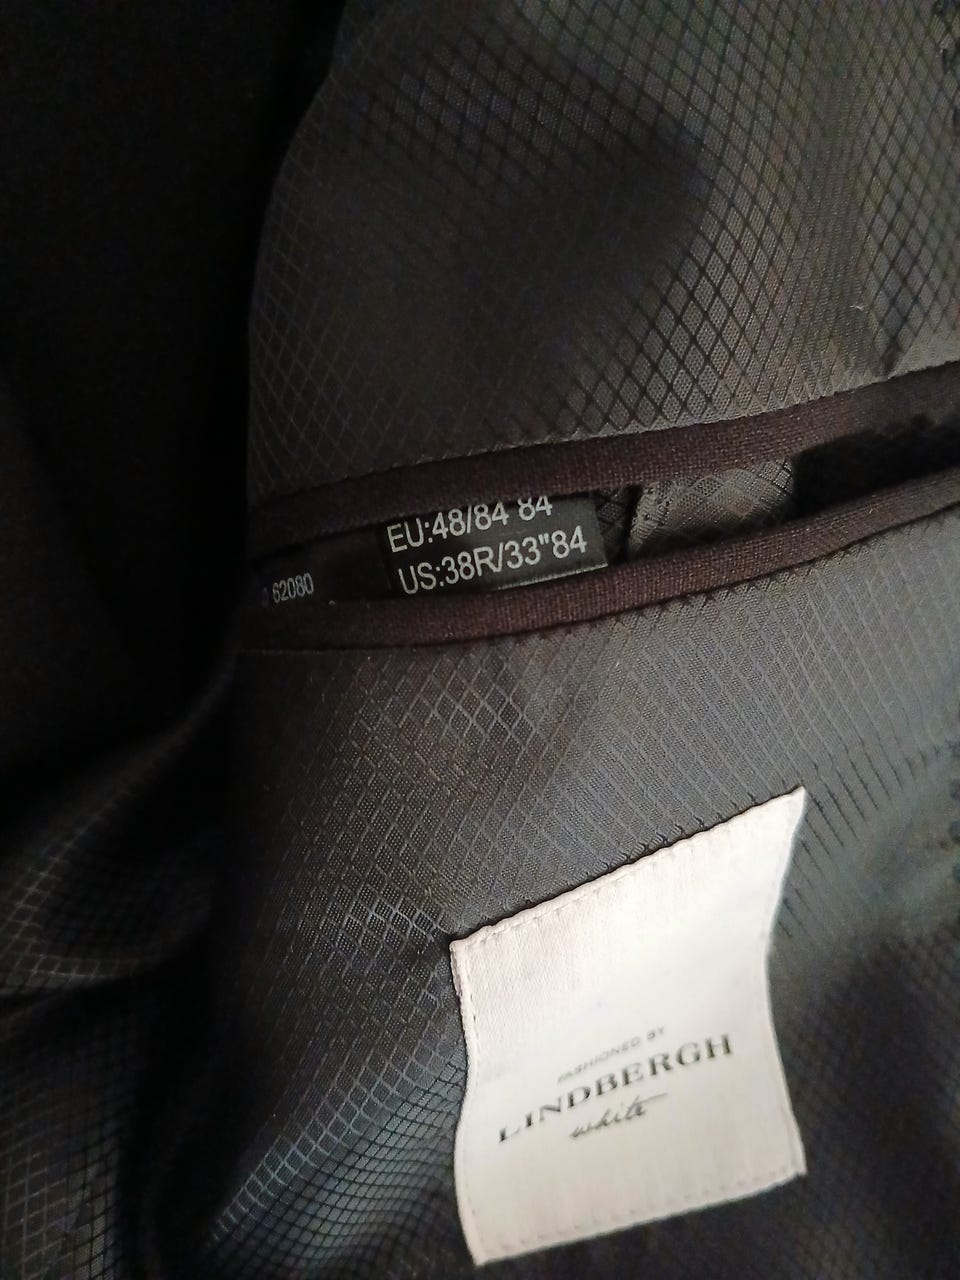 EU:48/84 84
US:38R/33"84
62080
FASHIONED BY
LINDBERGH
white